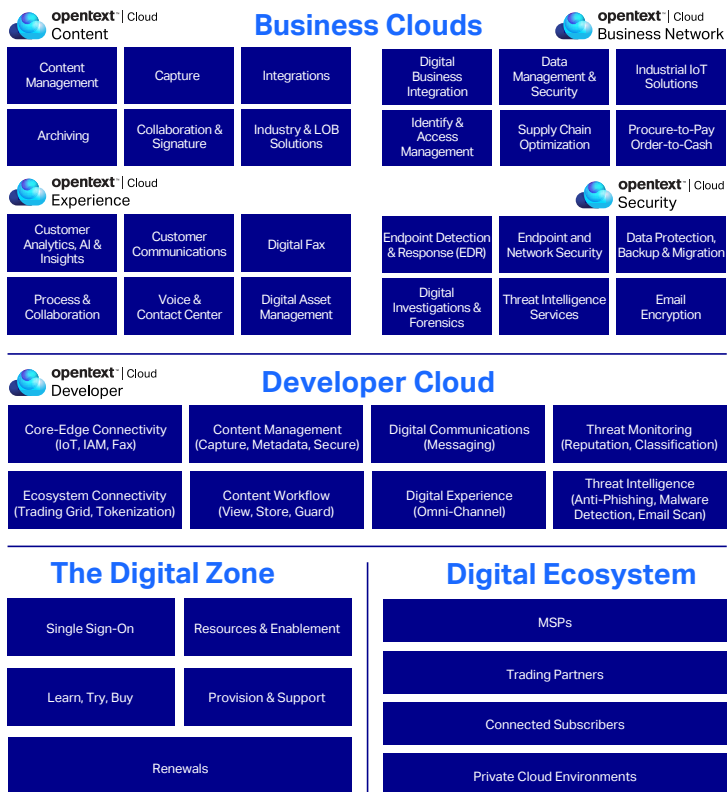 Business Clouds
opentext™ | Cloud
Content
Content
Management
Capture
Integrations
Archiving
Collaboration &
Signature
Industry & LOB
Solutions
opentext™ | Cloud
Business Network
Digital
Business
Integration
Data
Management &
Security
Industrial IoT
Solutions
Identify &
Access
Management
Supply Chain
Optimization
Procure-to-Pay
Order-to-Cash
opentext™ | Cloud
Experience
Customer
Analytics, AI &
Insights
Customer
Communications
Digital Fax
Process &
Collaboration
Voice &
Contact Center
Digital Asset
Management
opentext™ | Cloud
Security
Endpoint Detection
& Response (EDR)
Endpoint and
Network Security
Data Protection,
Backup & Migration
Digital
Investigations &
Forensics
Threat Intelligence
Services
Email
Encryption
opentext™ | Cloud
Developer
Developer Cloud
Core-Edge Connectivity
(IoT, IAM, Fax)
Content Management
(Capture, Metadata, Secure)
Digital Communications
(Messaging)
Threat Monitoring
(Reputation, Classification)
Ecosystem Connectivity
(Trading Grid, Tokenization)
Content Workflow
(View, Store, Guard)
Digital Experience
(Omni-Channel)
Threat Intelligence
(Anti-Phishing, Malware
Detection, Email Scan)
The Digital Zone
Single Sign-On
Resources & Enablement
Learn, Try, Buy
Provision & Support
Renewals
Digital Ecosystem
MSPs
Trading Partners
Connected Subscribers
Private Cloud Environments